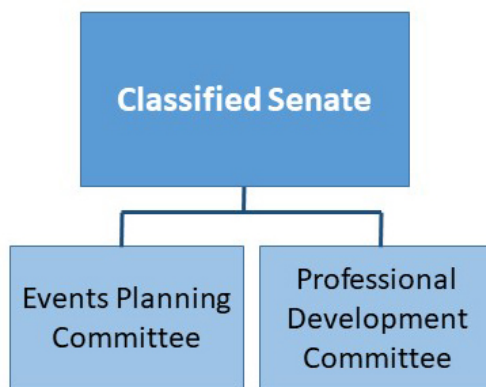 Classified Senate
Events Planning
Committee
Professional
Development
Committee